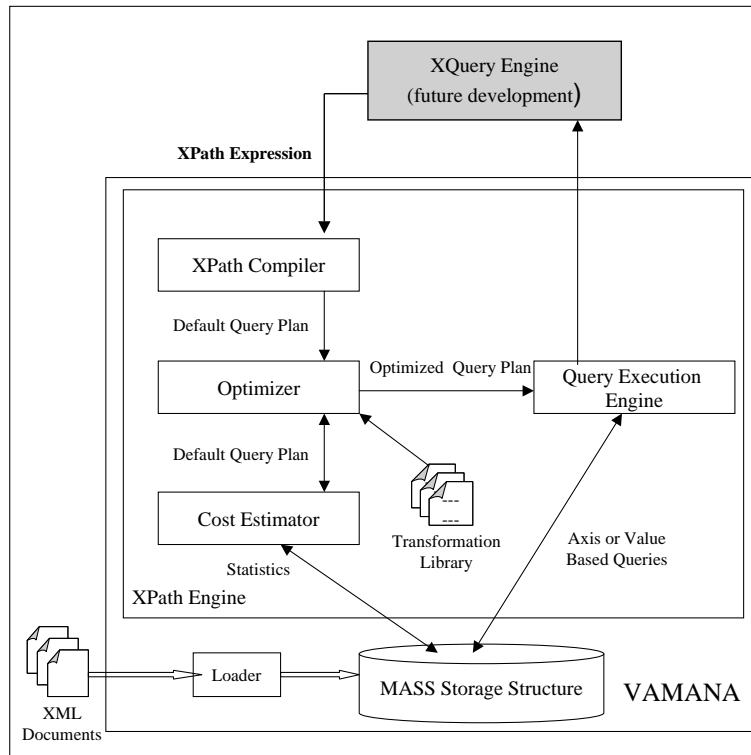 XQuery Engine
(future development)
XPath Expression
XPath Compiler
Default Query Plan
Optimizer
Optimized Query Plan
Query Execution
Engine
Default Query Plan
Cost Estimator
---
---
Transformation
Library
Axis or Value
Based Queries
Statistics
XPath Engine
Loader
MASS Storage Structure
VAMANA
XML
Documents